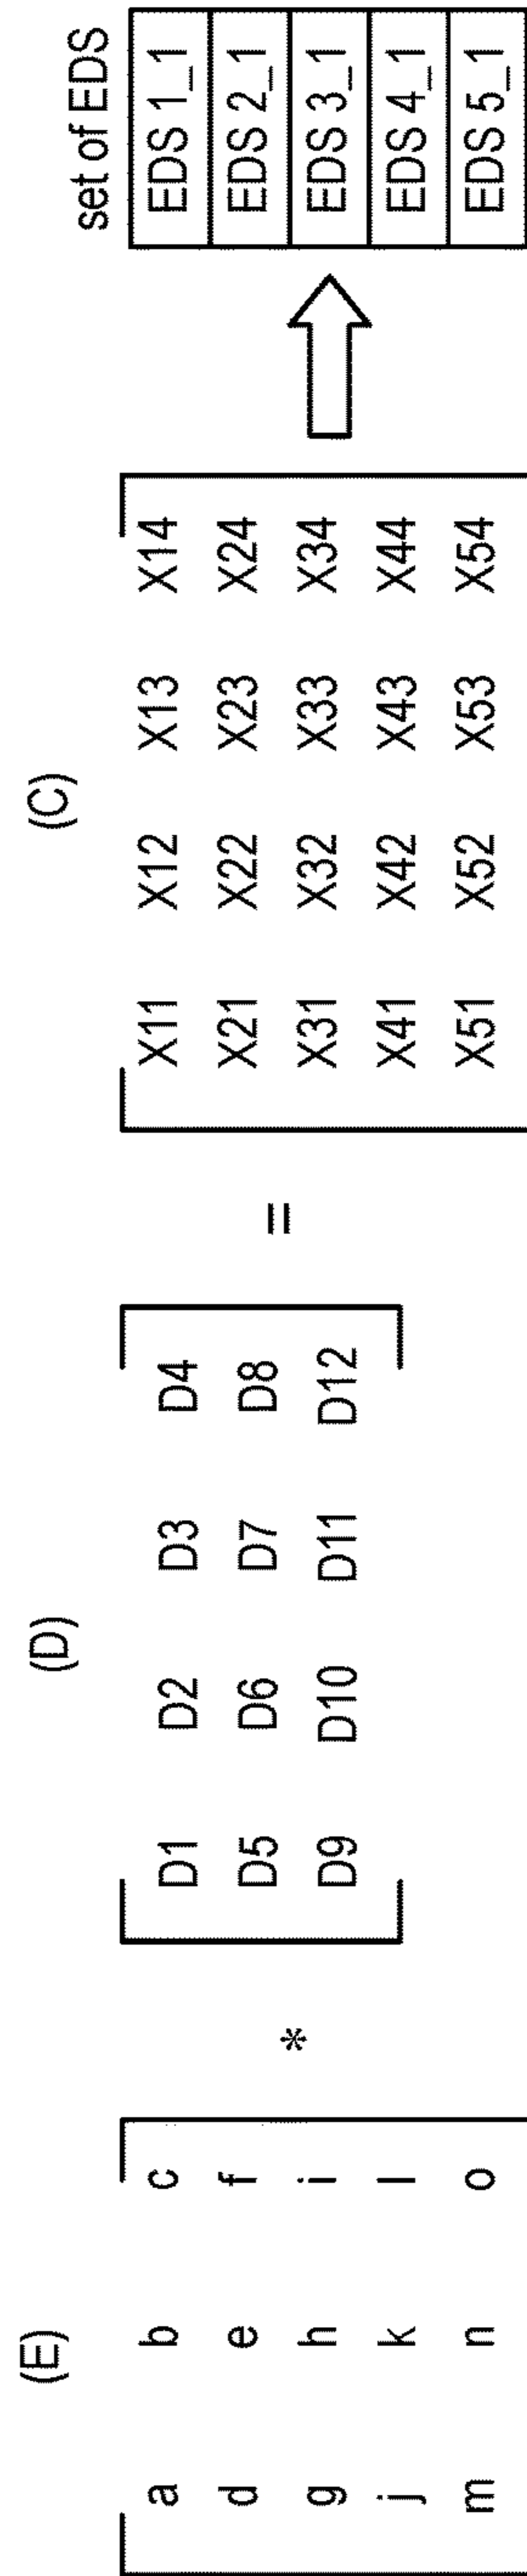 (E) (D) (C) set of EDS
a b c D1 D2 D3 D4 X11 X12 X13 X14 EDS 1_1
d e f D5 D6 D7 D8 X21 X22 X23 X24 EDS 2_1
g h i * D9 D10 D11 D12 = X31 X32 X33 X34 EDS 3_1
j k l X41 X42 X43 X44 EDS 4_1
m n o X51 X52 X53 X54 EDS 5_1